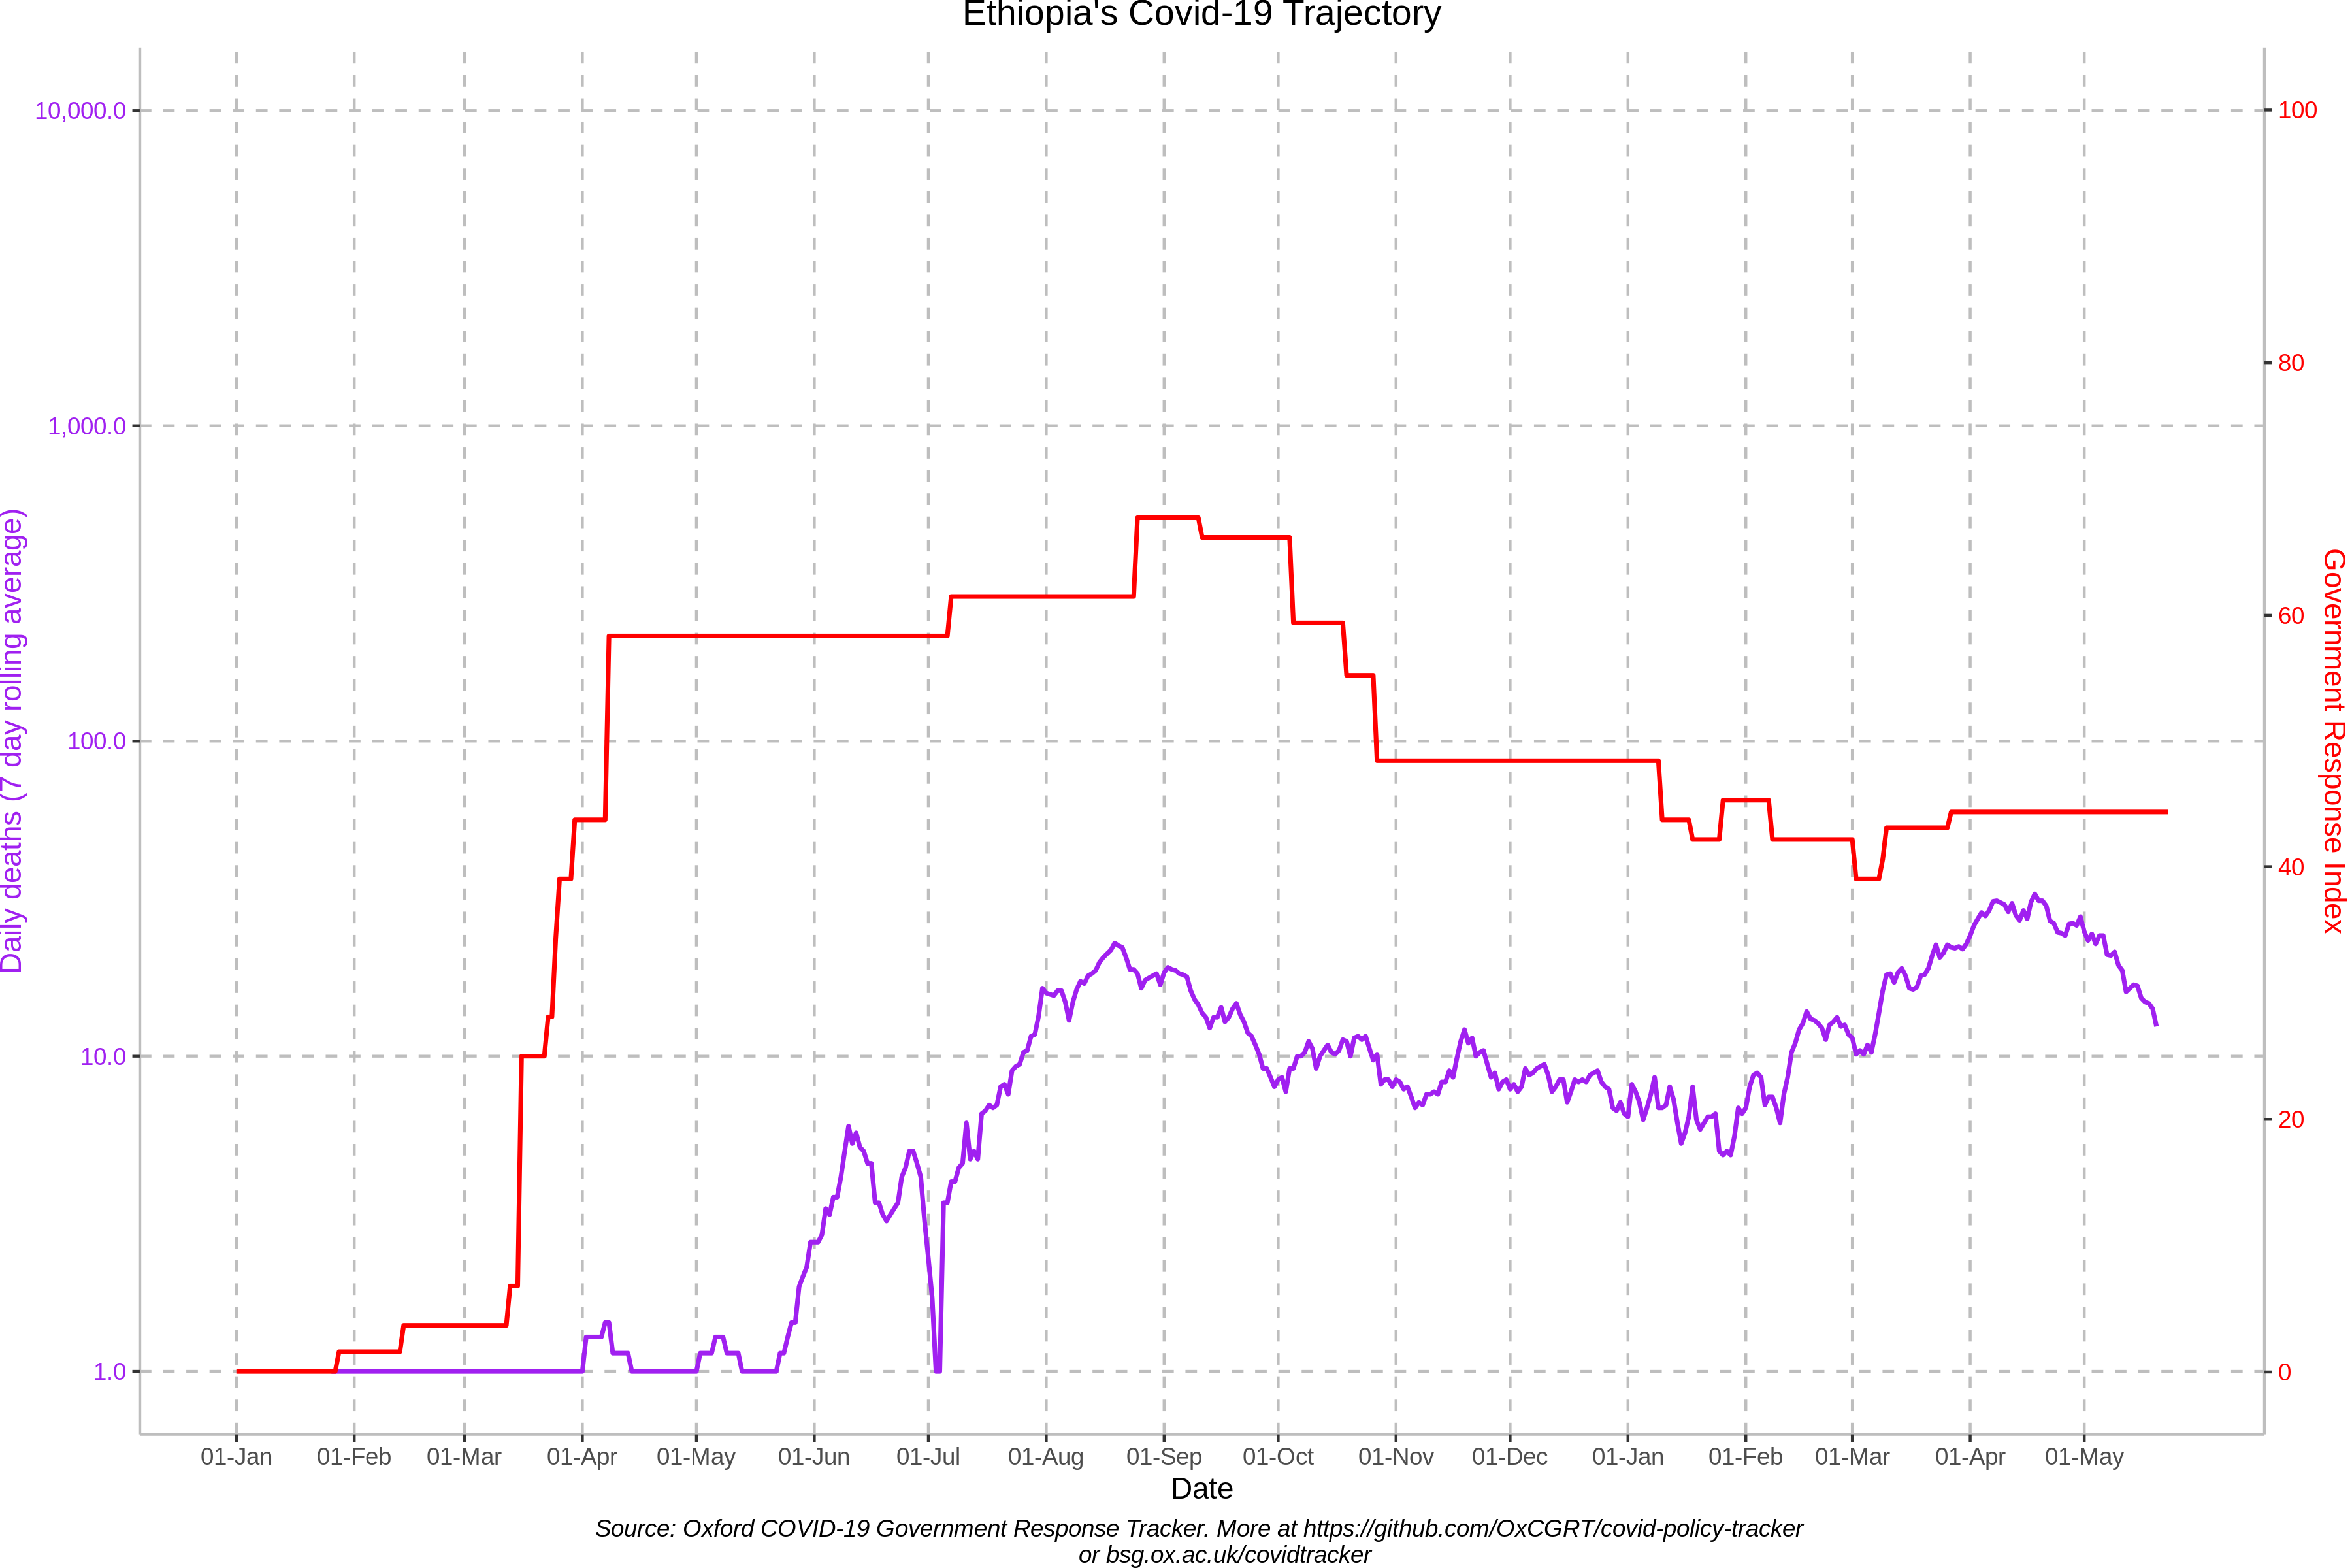 Ethiopia's Covid-19 Trajectory
10,000.0
1,000.0
100.0
10.0
1.0
Daily deaths (7 day rolling average)
100
80
60
40
20
0
Government Response Index
01-Jan 01-Feb 01-Mar 01-Apr 01-May 01-Jun 01-Jul 01-Aug 01-Sep 01-Oct 01-Nov 01-Dec 01-Jan 01-Feb 01-Mar 01-Apr 01-May
Date
Source: Oxford COVID-19 Government Response Tracker. More at https://github.com/OxCGRT/covid-policy-tracker
or bsg.ox.ac.uk/covidtracker